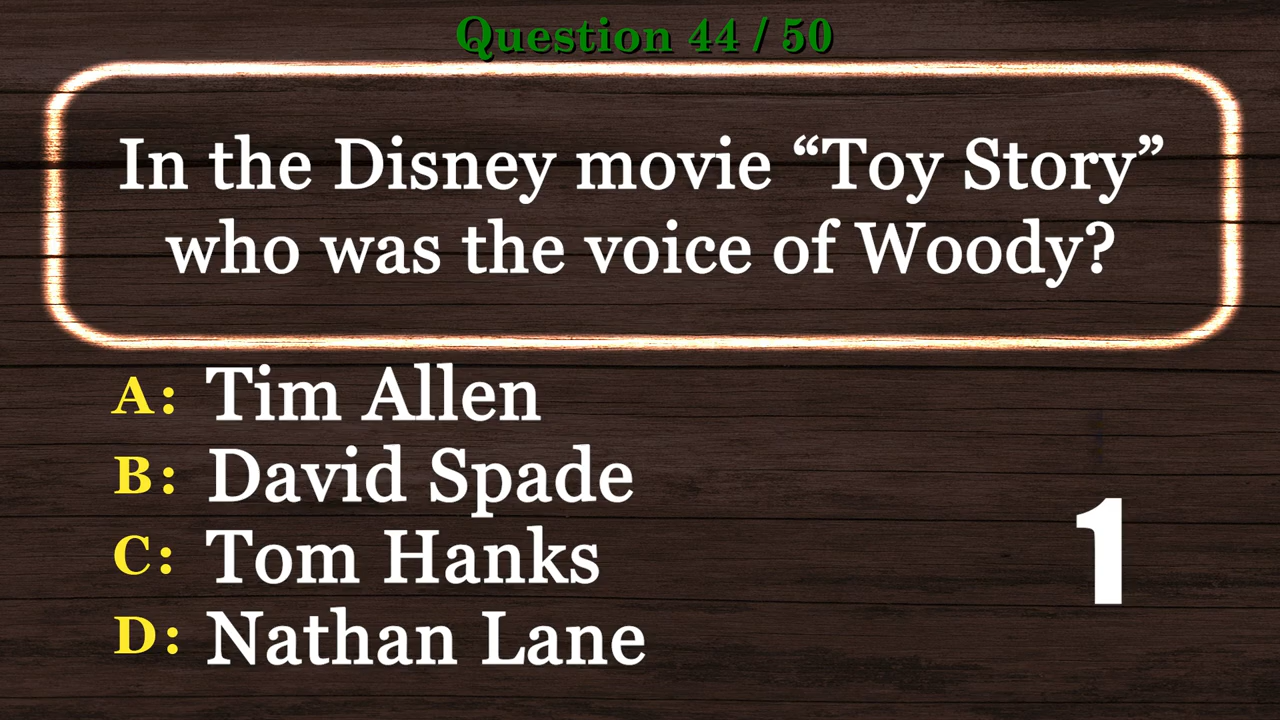 Question 44 / 50
In the Disney movie “Toy Story”
who was the voice of Woody?
A: Tim Allen
B: David Spade
C: Tom Hanks
D: Nathan Lane
1